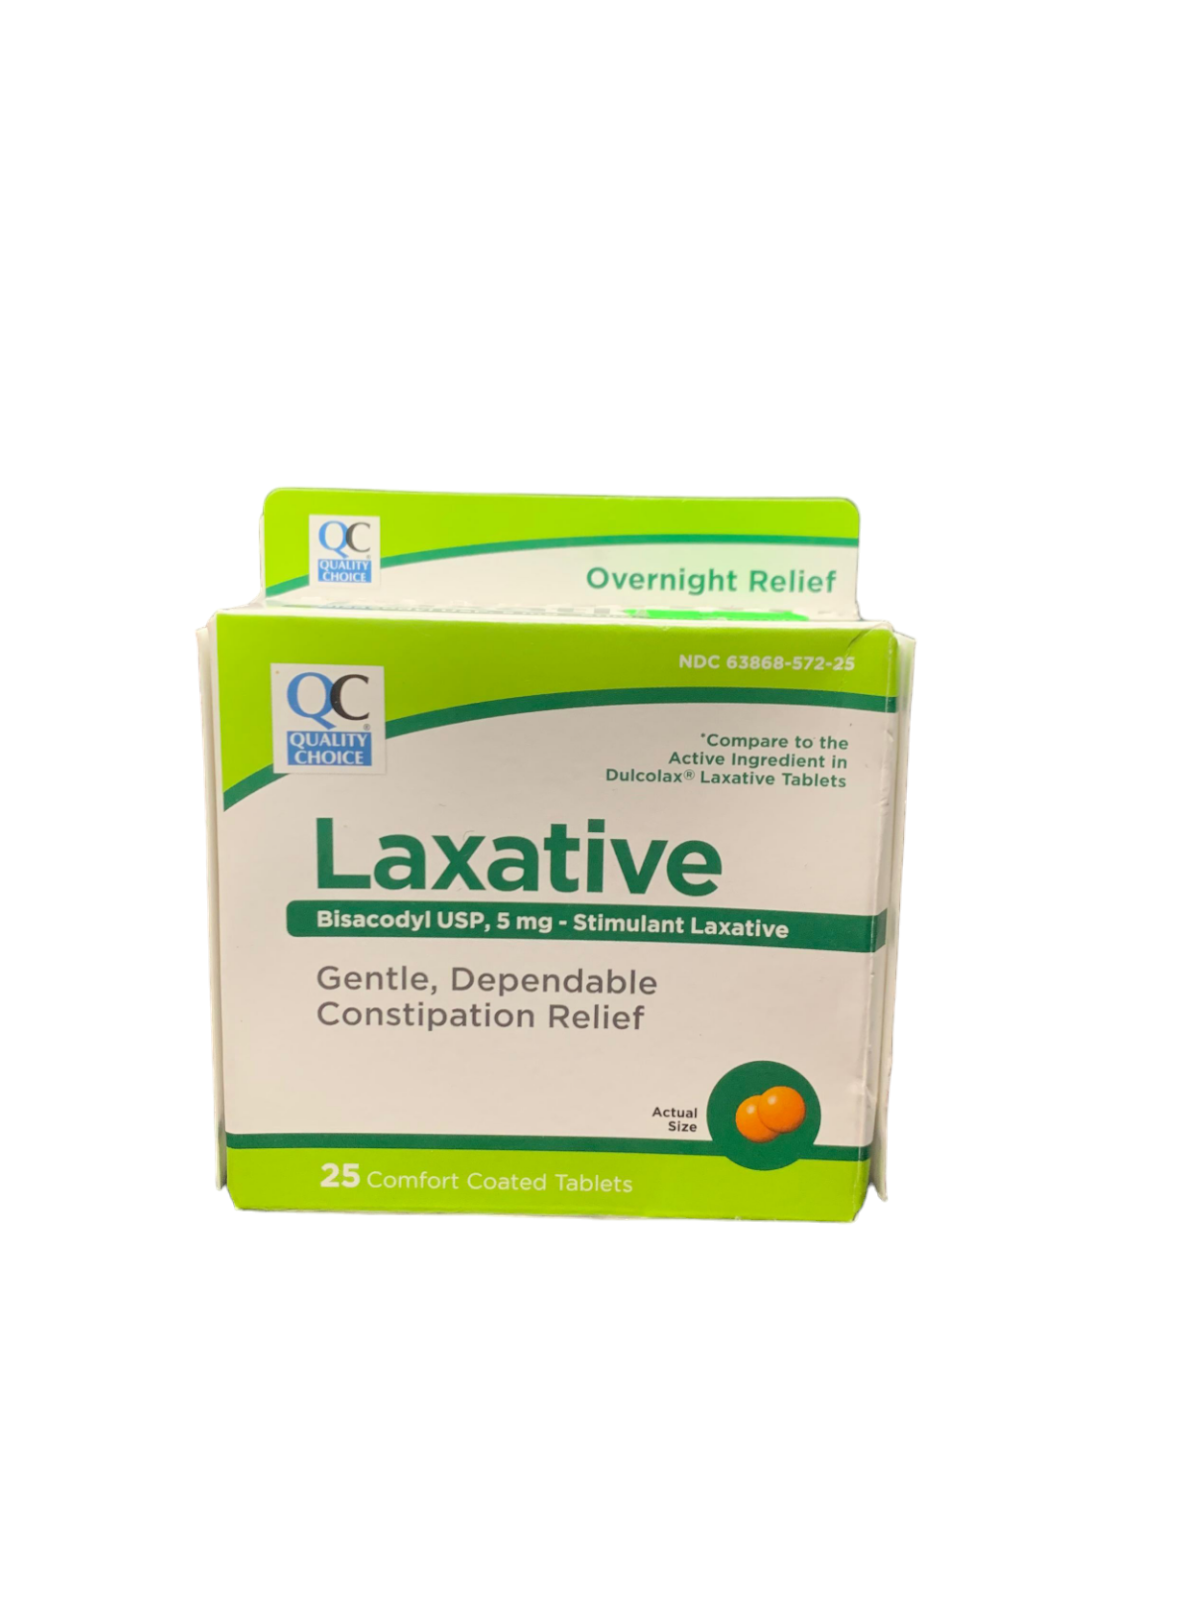 QC
QUALITY
CHOICE
®
Overnight Relief
NDC 63868-572-25
QC
QUALITY
CHOICE
®
*Compare to the
Active Ingredient in
Dulcolax® Laxative Tablets
Laxative
Bisacodyl USP, 5 mg - Stimulant Laxative
Gentle, Dependable
Constipation Relief
Actual
Size
25 Comfort Coated Tablets